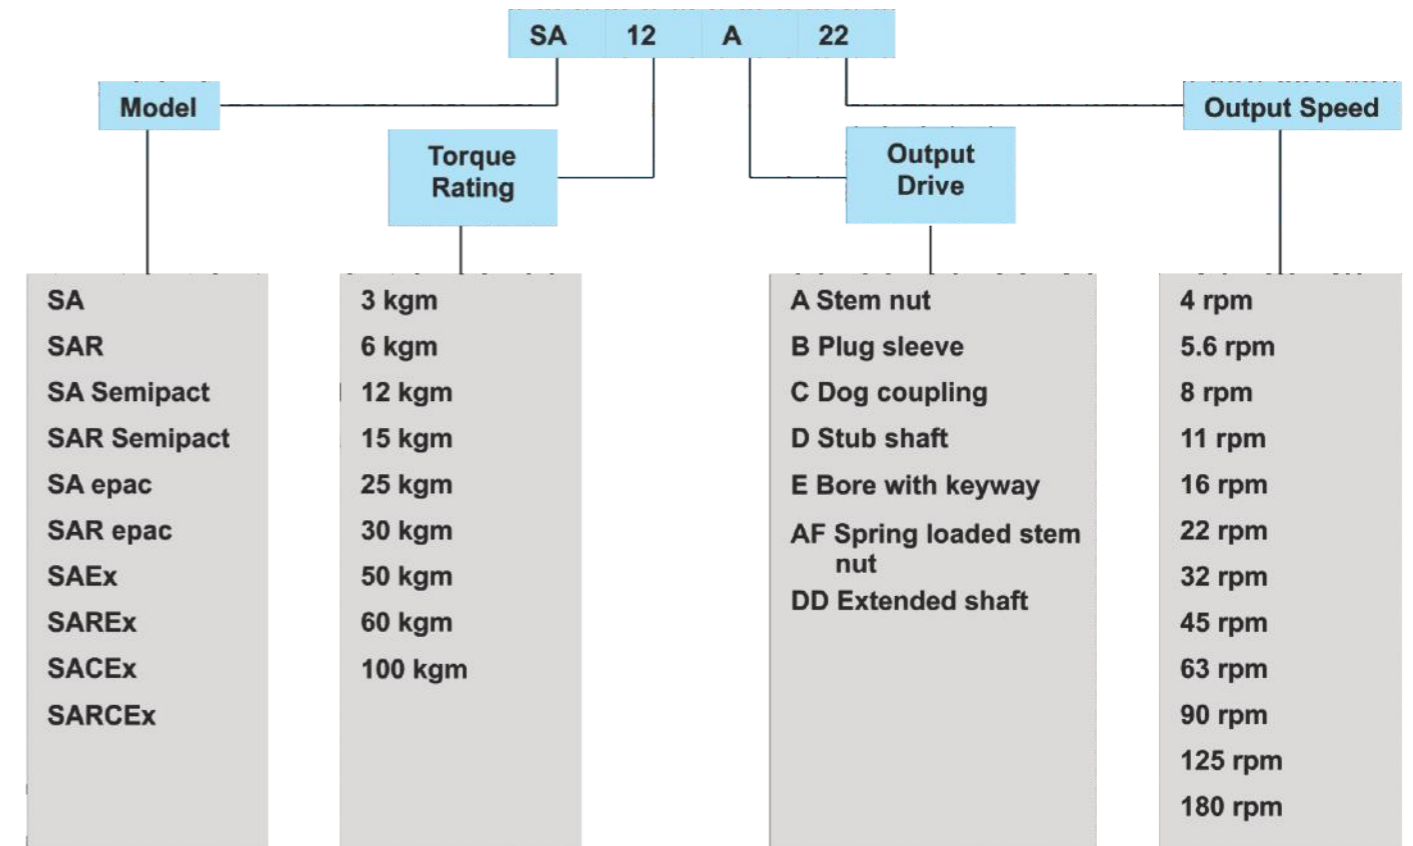 SA 12 A 22
Model
Output Speed
Torque
Rating
Output
Drive
SA
SAR
SA Semipact
SAR Semipact
SA epac
SAR epac
SAEx
SAREx
SACEx
SARCEx
3 kgm
6 kgm
12 kgm
15 kgm
25 kgm
30 kgm
50 kgm
60 kgm
100 kgm
A Stem nut
B Plug sleeve
C Dog coupling
D Stub shaft
E Bore with keyway
AF Spring loaded stem
nut
DD Extended shaft
4 rpm
5.6 rpm
8 rpm
11 rpm
16 rpm
22 rpm
32 rpm
45 rpm
63 rpm
90 rpm
125 rpm
180 rpm